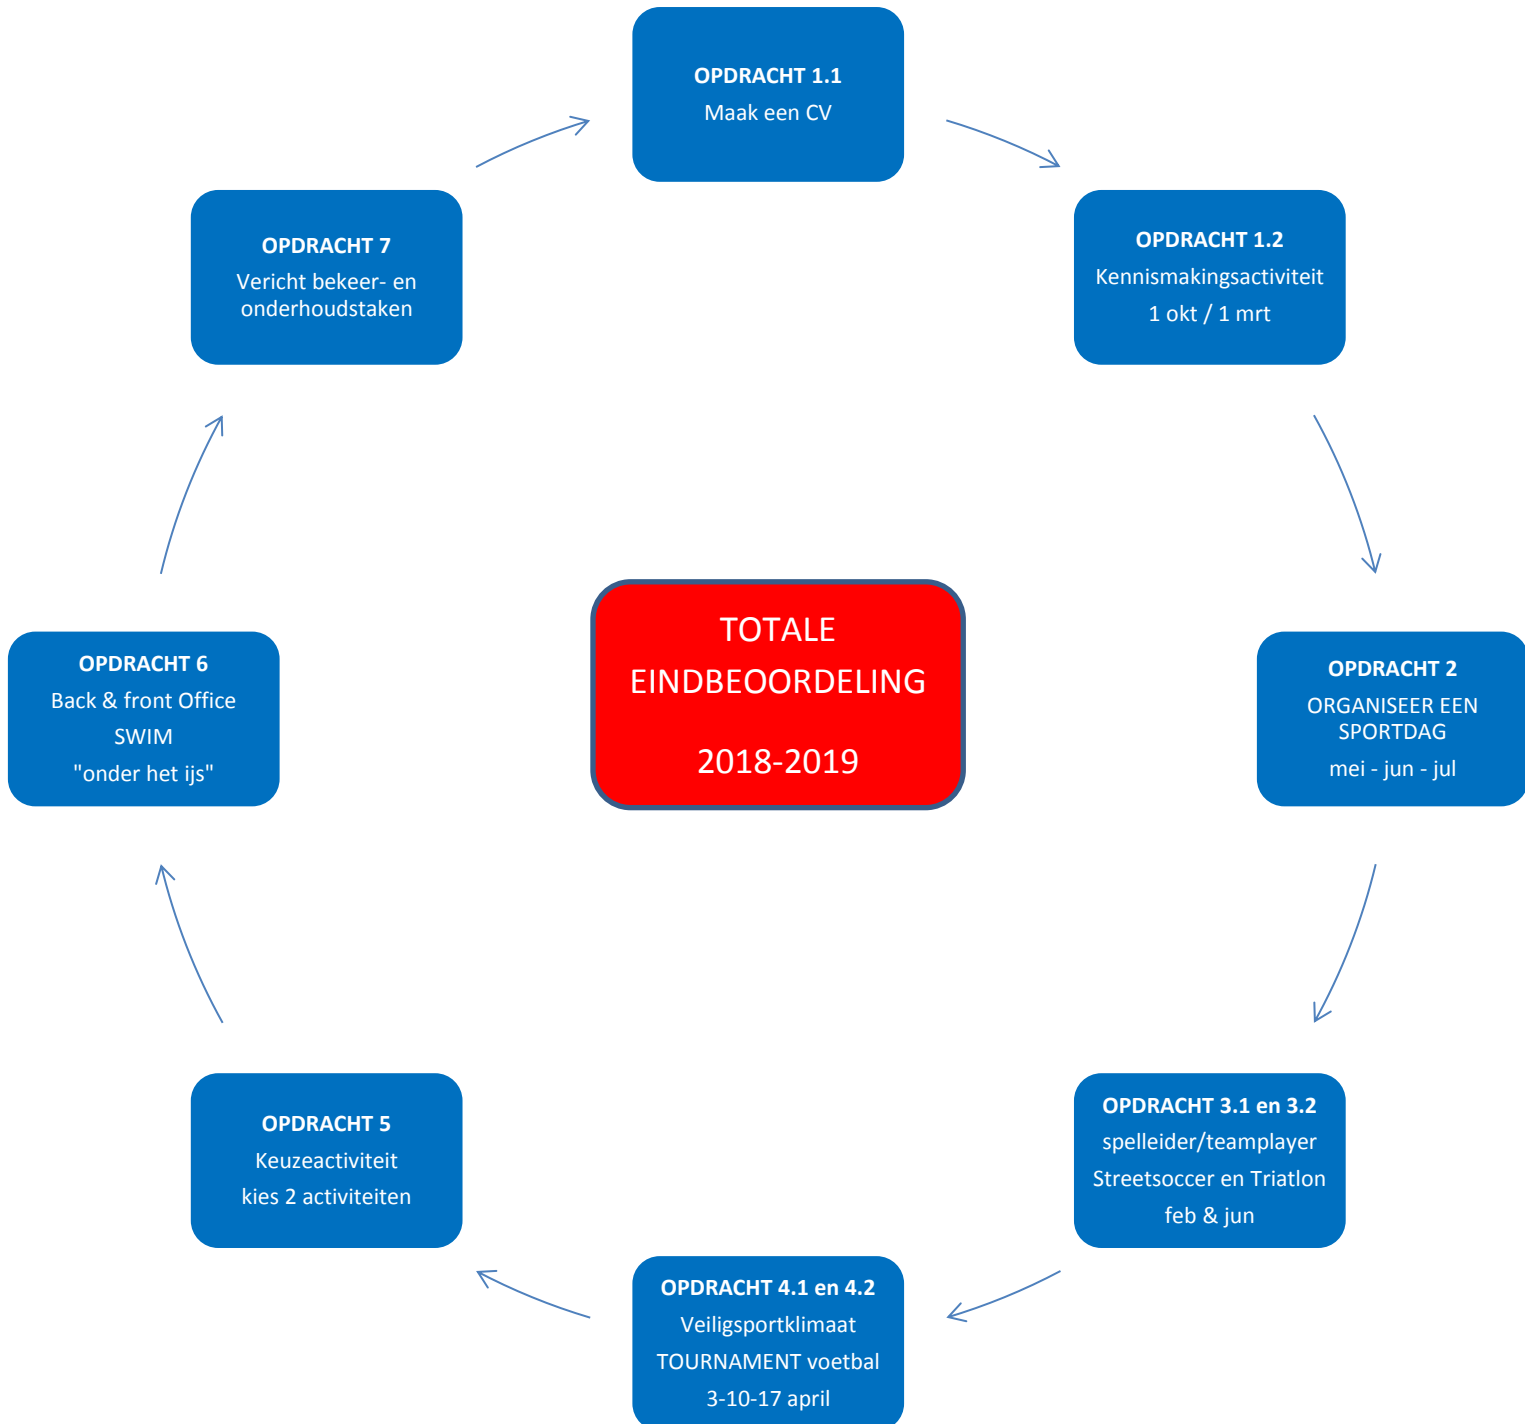 OPDRACHT 1.1
Maak een CV
OPDRACHT 1.2
Kennismakingsactiviteit
1 okt / 1 mrt
OPDRACHT 2
ORGANISEER EEN
SPORTDAG
mei - jun - jul
OPDRACHT 3.1 en 3.2
spelleider/teamplayer
Streetsoccer en Triatlon
feb & jun
OPDRACHT 4.1 en 4.2
Veiligsportklimaat
TOURNAMENT voetbal
3-10-17 april
OPDRACHT 5
Keuzeactiviteit
kies 2 activiteiten
OPDRACHT 6
Back & front Office
SWIM
"onder het ijs"
OPDRACHT 7
Vericht bekeer- en
onderhoudstaken
TOTALE
EINDBEOORDELING
2018-2019